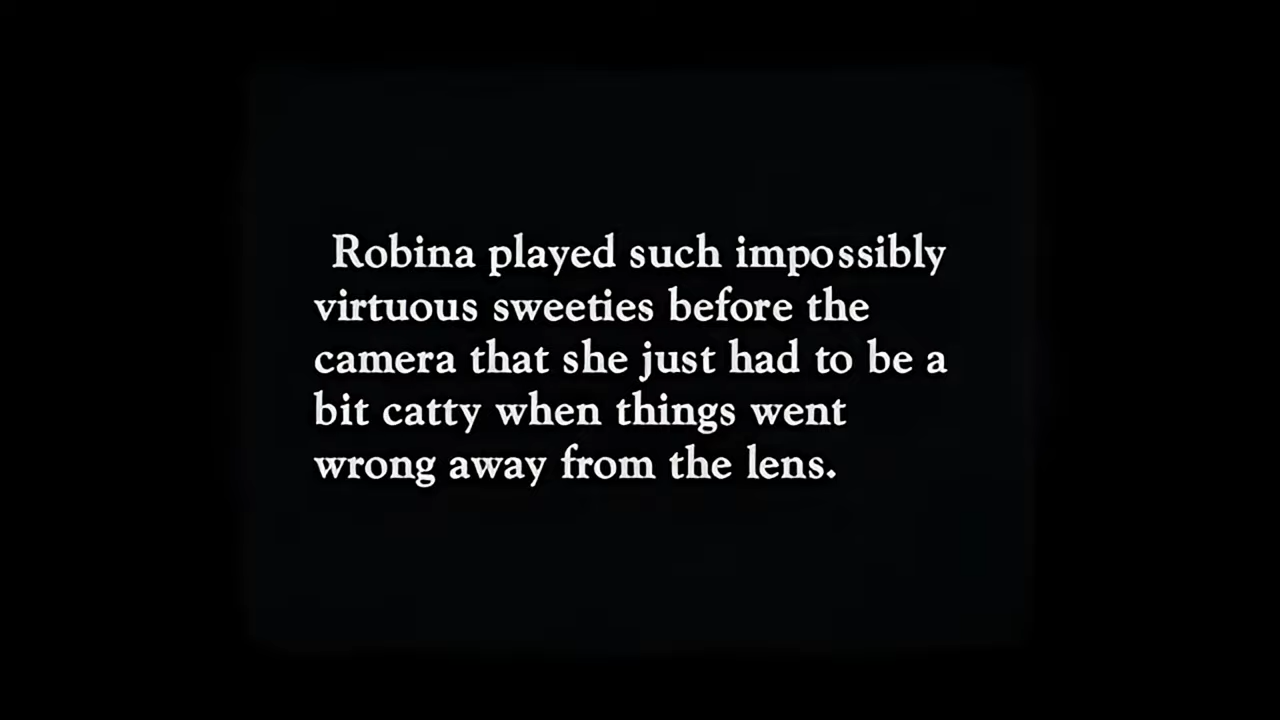 Robina played such impossibly
virtuous sweeties before the
camera that she just had to be a
bit catty when things went
wrong away from the lens.